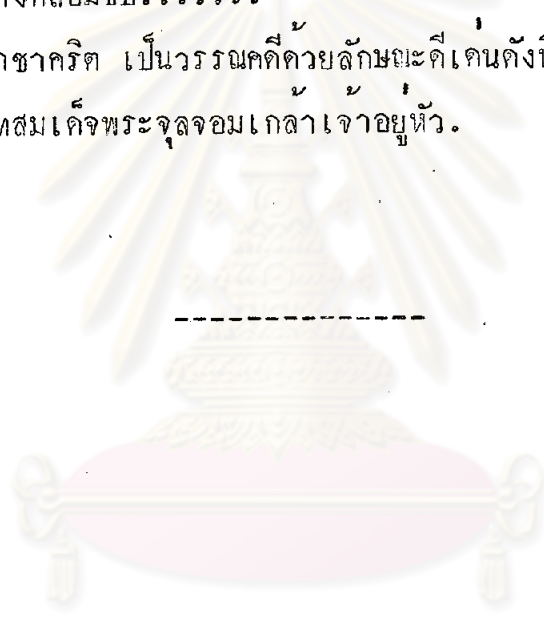 าชาคริต เป็นวรรณคดีด้วยลักษณะดีเด่นดังที
ทสมเด็จพระจุลจอมเกล้าเจ้าอยู่หัว.